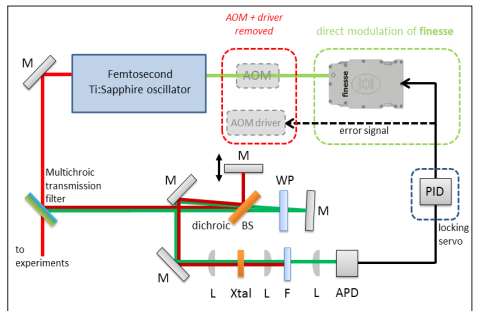 AOM + driver
removed
direct modulation of finesse
M
Femtosecond
Ti:Sapphire oscillator
AOM
finesse
AOM driver
error signal
M
Multichroic
transmission
filter
M
WP
PID
M
dichroic
BS
locking
servo
to
experiments
M
L
Xtal
L
F
L
APD